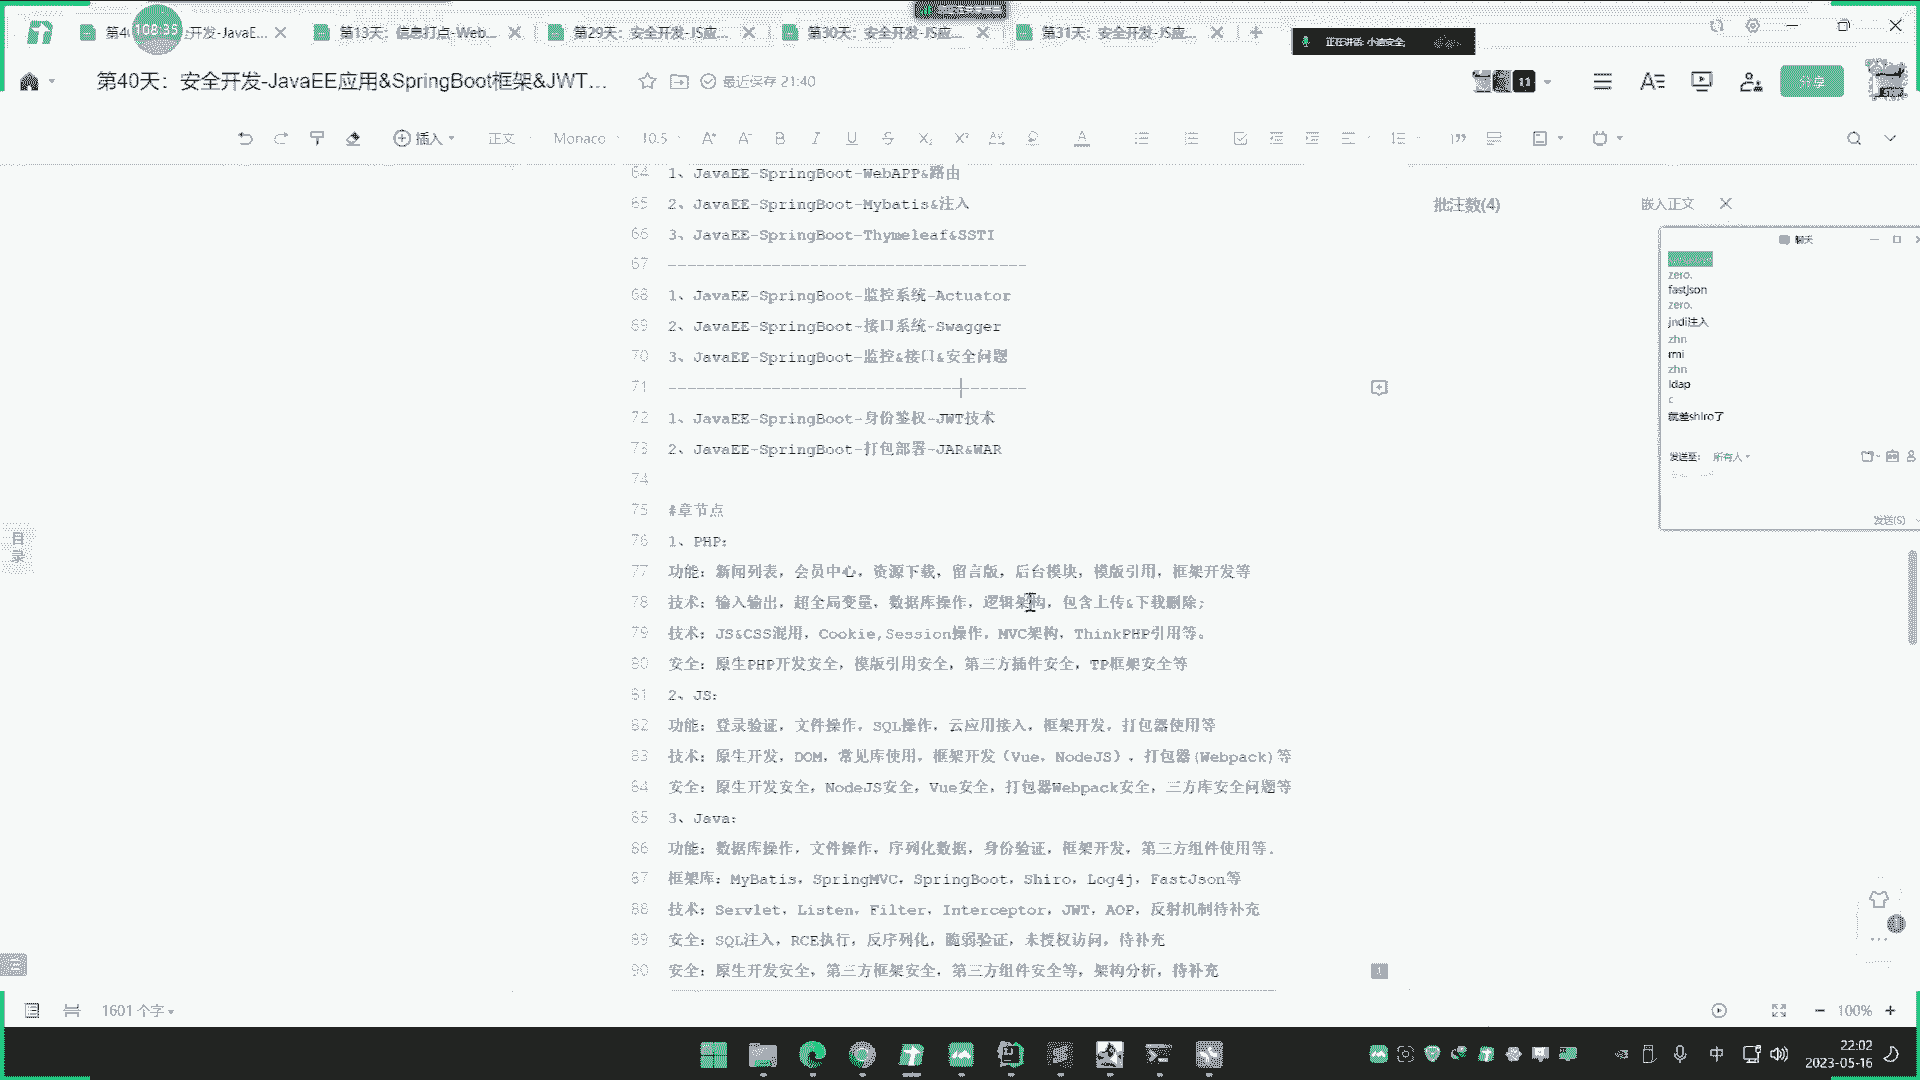 第4
108:35
-开发-JavaE...
第13天：信息打点-Web...
第29天：安全开发-JS应...
第30天：安全开发-JS应...
第31天：安全开发-JS应...
正在讲话: 小迪安全
第40天：安全开发-JavaEE应用&SpringBoot框架&JWT...
最近保存 21:40
11
分享
插入
正文
Monaco
10.5
64 1、JavaEE-SpringBoot-WebAPP&路由
65 2、JavaEE-SpringBoot-Mybatis&注入
66 3、JavaEE-SpringBoot-Thymeleaf&SSTI
67 --------------------------------------
68 1、JavaEE-SpringBoot-监控系统-Actuator
69 2、JavaEE-SpringBoot-接口系统-Swagger
70 3、JavaEE-SpringBoot-监控&接口&安全问题
71 --------------------------------------
72 1、JavaEE-SpringBoot-身份鉴权-JWT技术
73 2、JavaEE-SpringBoot-打包部署-JAR&WAR
74
75 #章节点
76 1、PHP：
77 功能：新闻列表，会员中心，资源下载，留言版，后台模块，模版引用，框架开发等
78 技术：输入输出，超全局变量，数据库操作，逻辑架构，包含上传&下载删除；
79 技术：JS&CSS混用，Cookie,Session操作，MVC架构，ThinkPHP引用等。
80 安全：原生PHP开发安全，模版引用安全，第三方插件安全，TP框架安全等
81 2、JS：
82 功能：登录验证，文件操作，SQL操作，云应用接入，框架开发，打包器使用等
83 技术：原生开发，DOM，常见库使用，框架开发（Vue，NodeJS），打包器(Webpack)等
84 安全：原生开发安全，NodeJS安全，Vue安全，打包器Webpack安全，三方库安全问题等
85 3、Java：
86 功能：数据库操作，文件操作，序列化数据，身份验证，框架开发，第三方组件使用等.
87 框架库：MyBatis，SpringMVC，SpringBoot，Shiro，Log4j，FastJson等
88 技术：Servlet，Listen，Filter，Interceptor，JWT，AOP，反射机制待补充
89 安全：SQL注入，RCE执行，反序列化，脆弱验证，未授权访问，待补充
90 安全：原生开发安全，第三方框架安全，第三方组件安全等，架构分析，待补充
批注数(4)
嵌入正文
聊天
zero.
fastjson
zero.
jndi注入
zhn
rmi
zhn
ldap
c
就差shiro了
发送至：
所有人
发送(S)
目录
1
1601 个字
100%
中
22:02
2023-05-16